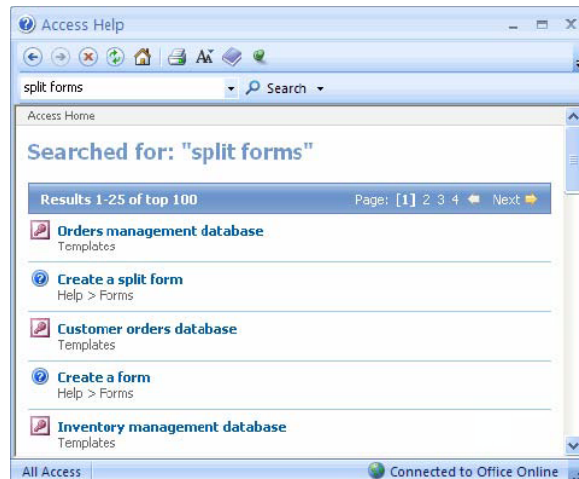 Access Help
split forms
Search
Access Home
Searched for: "split forms"
Results 1-25 of top 100 Page: [1] 2 3 4 Next
Orders management database
Templates
Create a split form
Help > Forms
Customer orders database
Templates
Create a form
Help > Forms
Inventory management database
Templates
All Access Connected to Office Online